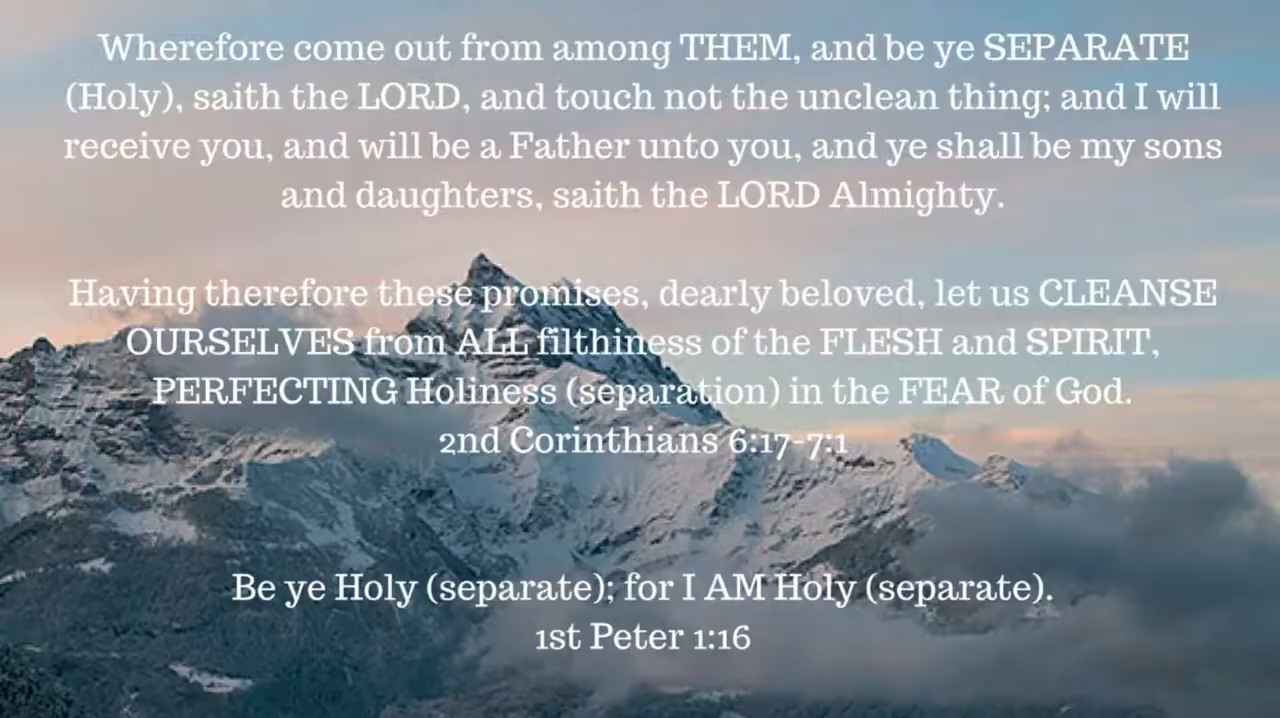 Wherefore come out from among THEM, and be ye SEPARATE
(Holy), saith the LORD, and touch not the unclean thing; and I will
receive you, and will be a Father unto you, and ye shall be my sons
and daughters, saith the LORD Almighty.
Having therefore these promises, dearly beloved, let us CLEANSE
OURSELVES from ALL filthiness of the FLESH and SPIRIT,
PERFECTING Holiness (separation) in the FEAR of God.
2nd Corinthians 6:17-7:1
Be ye Holy (separate); for I AM Holy (separate).
1st Peter 1:16